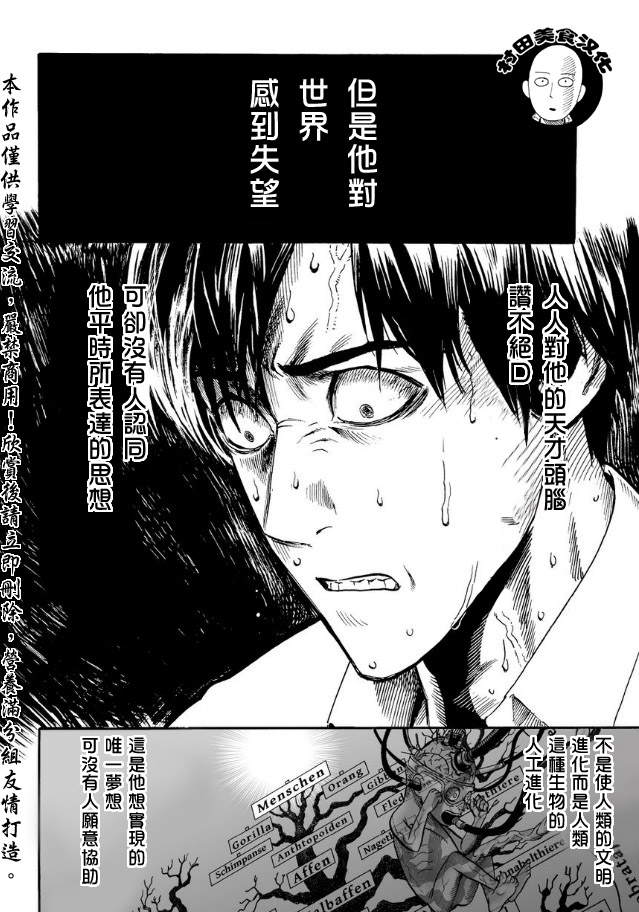 村田美食汉化
但是他對
世界
感到失望
人人對他的天才頭腦
讚不絕口
可卻沒有人認同
他平時所表達的思想
不是使人類的文明
進化而是人類
這種生物的
人工進化
這是他想實現的
唯一夢想
可沒有人願意協助
Menschen
Orang
Gibbon
Gorilla
Schimpanse
Anthropoiden
Affen
Halbaffen
本作品僅供學習交流，嚴禁商用！欣賞後請立即刪除，營養滿分組友情打造。